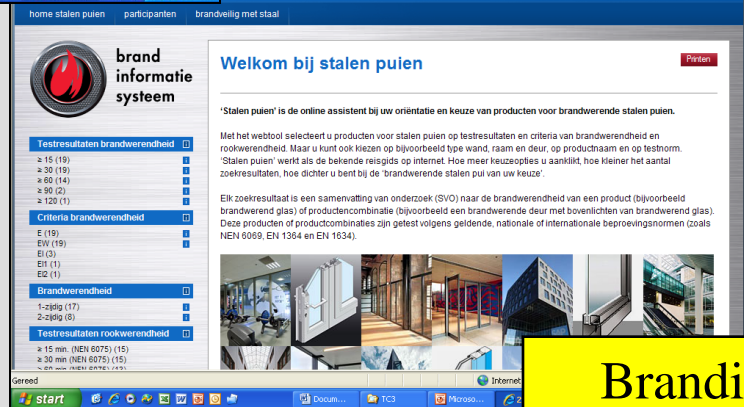 home stalen puien participanten brandveilig met staal
brand
informatie
systeem
Welkom bij stalen puien
Printen
'Stalen puien' is de online assistent bij uw oriëntatie en keuze van producten voor brandwerende stalen puien.
Met het webtool selecteert u producten voor stalen puien op testresultaten en criteria van brandwerendheid en
rookwerendheid. Maar u kunt ook kiezen op bijvoorbeeld type wand, raam en deur, op productnaam en op testnorm.
'Stalen puien' werkt als de bekende reisgids op internet. Hoe meer keuzeopties u aanklikt, hoe kleiner het aantal
zoekresultaten, hoe dichter u bent bij de 'brandwerende stalen pui van uw keuze'.
Elk zoekresultaat is een samenvatting van onderzoek (SVO) naar de brandwerendheid van een product (bijvoorbeeld
brandwerend glas) of productencombinatie (bijvoorbeeld een brandwerende deur met bovenlichten van brandwerend glas).
Deze producten of productcombinaties zijn getest volgens geldende, nationale of internationale beproevingsnormen (zoals
NEN 6069, EN 1364 en EN 1634).
Testresultaten brandwerendheid
≥ 15 (19)
≥ 30 (19)
≥ 60 (14)
≥ 90 (2)
≥ 120 (1)
Criteria brandwerendheid
E (19)
EW (19)
EI (3)
EI1 (1)
EI2 (1)
Brandwerendheid
1-zijdig (17)
2-zijdig (8)
Testresultaten rookwerendheid
≥ 15 min. (NEN 6075) (15)
≥ 30 min (NEN 6075) (15)
Gereed
Internet
start
Docum...
TC3
Microso...
Brandi